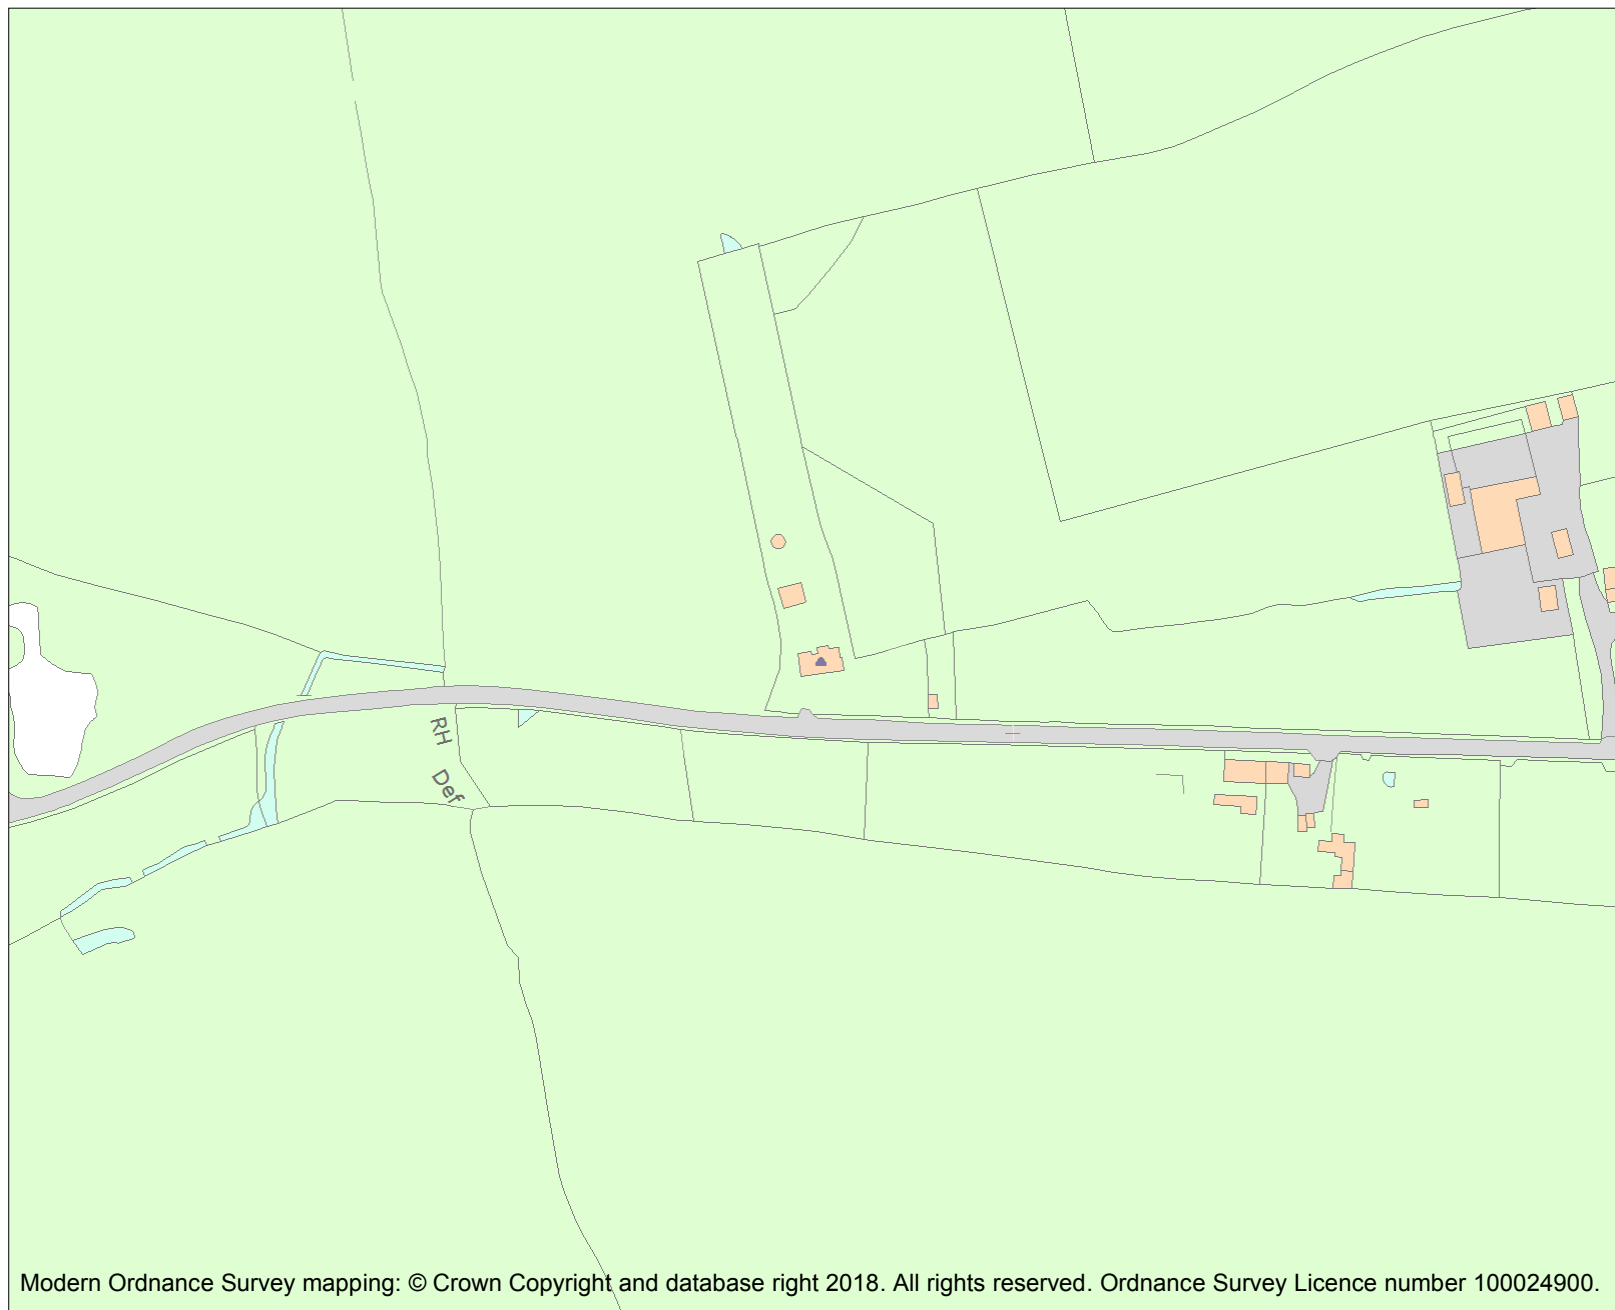 RH
Def
Modern Ordnance Survey mapping: © Crown Copyright and database right 2018. All rights reserved. Ordnance Survey Licence number 100024900.